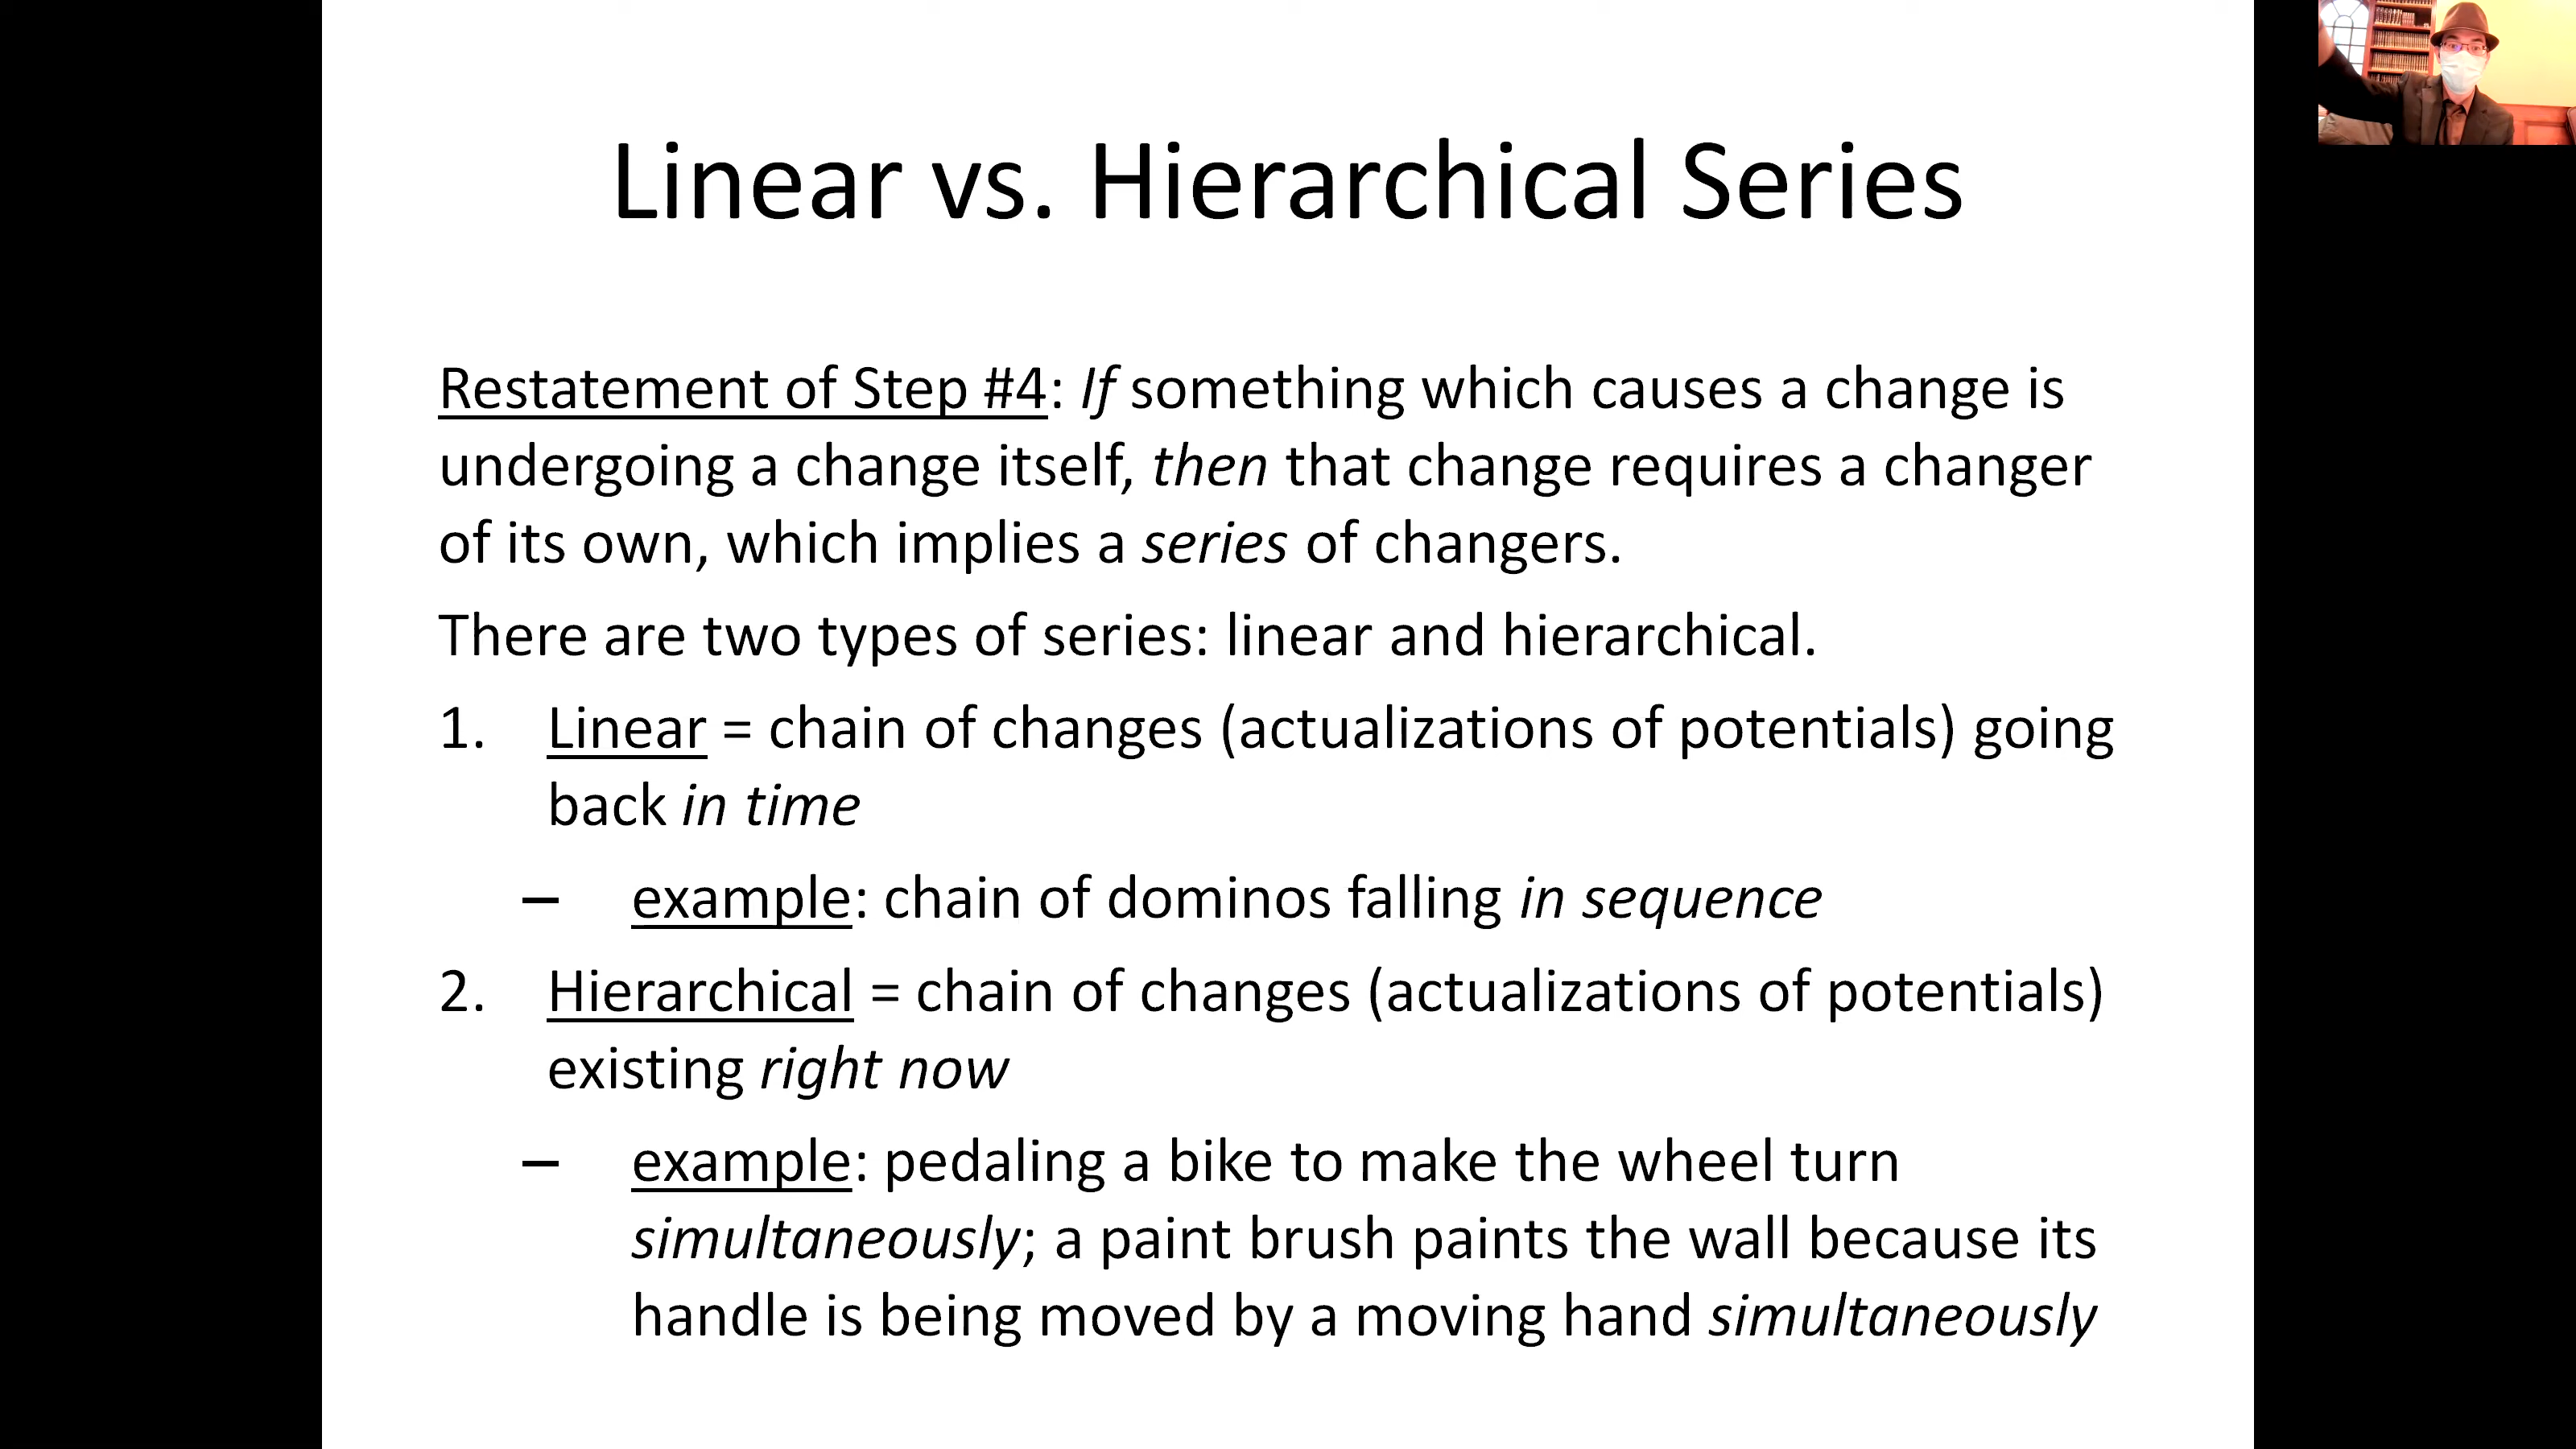 Linear vs. Hierarchical Series
Restatement of Step #4: If something which causes a change is
undergoing a change itself, then that change requires a changer
of its own, which implies a series of changers.
There are two types of series: linear and hierarchical.
1. Linear = chain of changes (actualizations of potentials) going
back in time
– example: chain of dominos falling in sequence
2. Hierarchical = chain of changes (actualizations of potentials)
existing right now
– example: pedaling a bike to make the wheel turn
simultaneously; a paint brush paints the wall because its
handle is being moved by a moving hand simultaneously